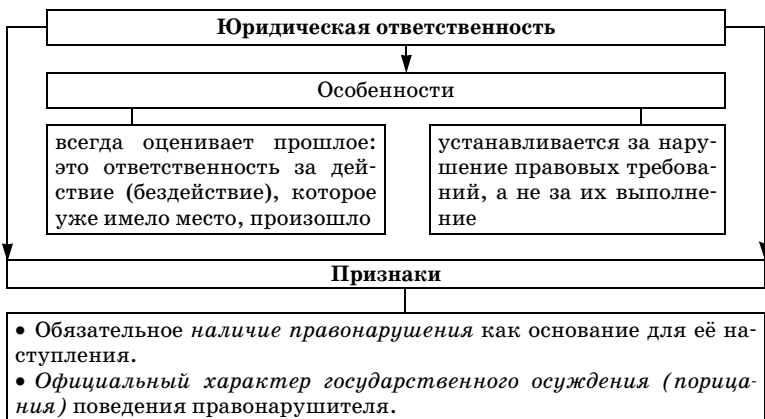 Юридическая ответственность
Особенности
всегда оценивает прошлое:
это ответственность за дей-
ствие (бездействие), которое
уже имело место, произошло
устанавливается за нару-
шение правовых требова-
ний, а не за их выполне-
ние
Признаки
• Обязательное наличие правонарушения как основание для её на-
ступления.
• Официальный характер государственного осуждения (порица-
ния) поведения правонарушителя.